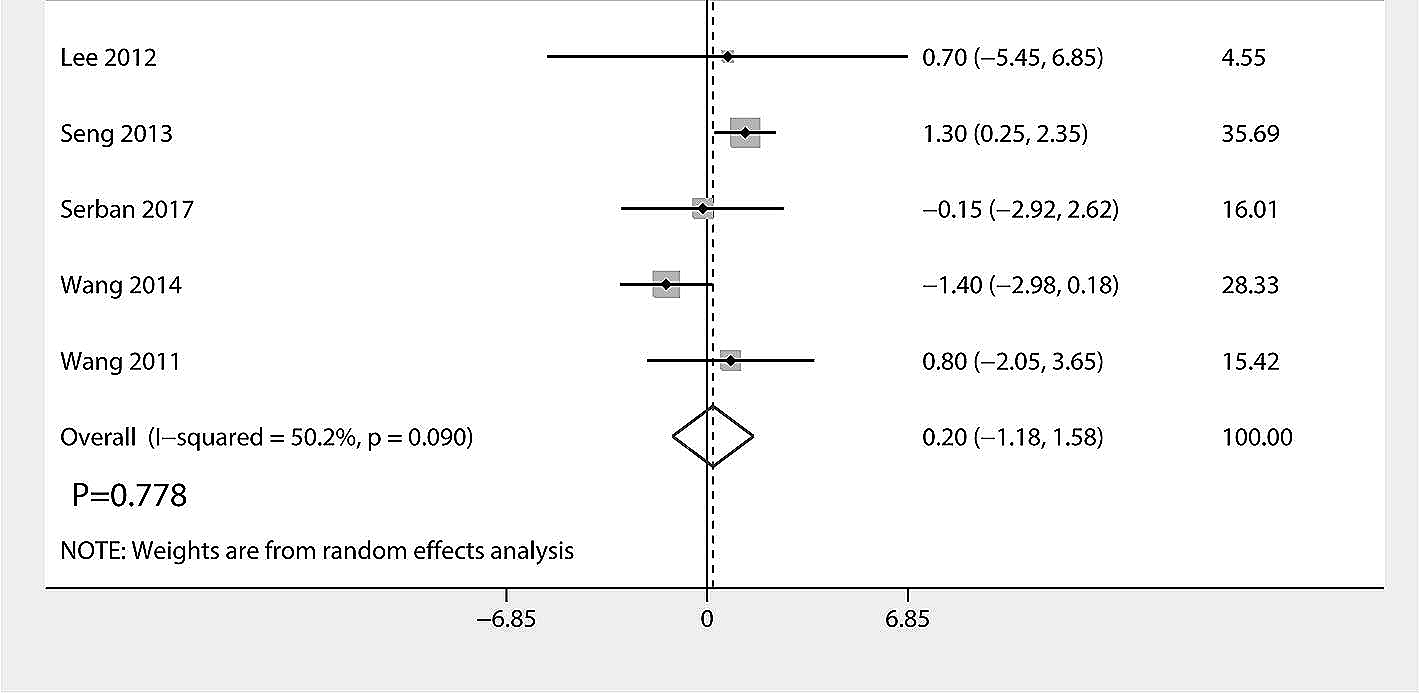 Lee 2012 0.70 (−5.45, 6.85) 4.55
Seng 2013 1.30 (0.25, 2.35) 35.69
Serban 2017 −0.15 (−2.92, 2.62) 16.01
Wang 2014 −1.40 (−2.98, 0.18) 28.33
Wang 2011 0.80 (−2.05, 3.65) 15.42
Overall (I−squared = 50.2%, p = 0.090) 0.20 (−1.18, 1.58) 100.00
P=0.778
NOTE: Weights are from random effects analysis
−6.85 0 6.85